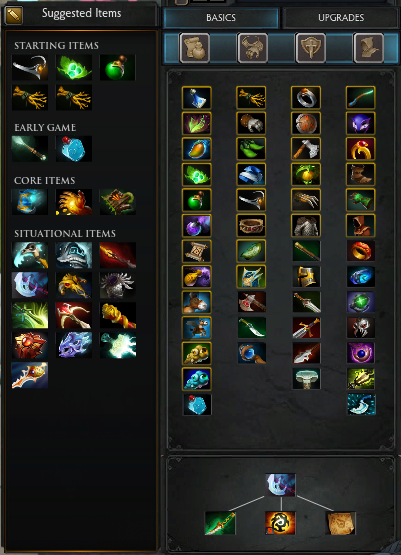 Suggested Items
BASICS
UPGRADES
STARTING ITEMS
EARLY GAME
CORE ITEMS
SITUATIONAL ITEMS